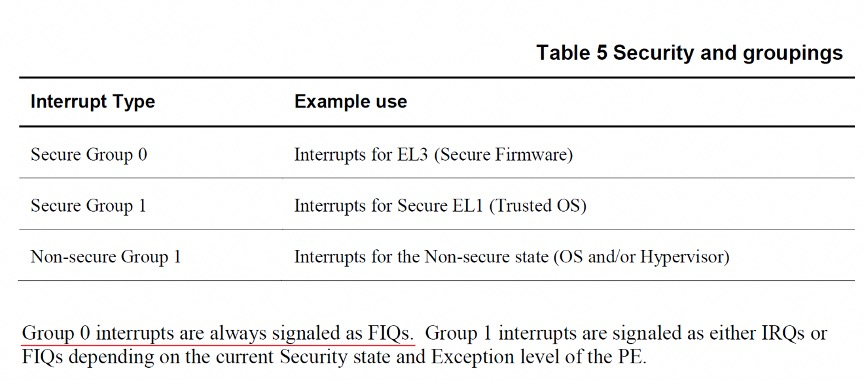 Table 5 Security and groupings
Interrupt Type Example use
Secure Group 0 Interrupts for EL3 (Secure Firmware)
Secure Group 1 Interrupts for Secure EL1 (Trusted OS)
Non-secure Group 1 Interrupts for the Non-secure state (OS and/or Hypervisor)
Group 0 interrupts are always signaled as FIQs. Group 1 interrupts are signaled as either IRQs or
FIQs depending on the current Security state and Exception level of the PE.